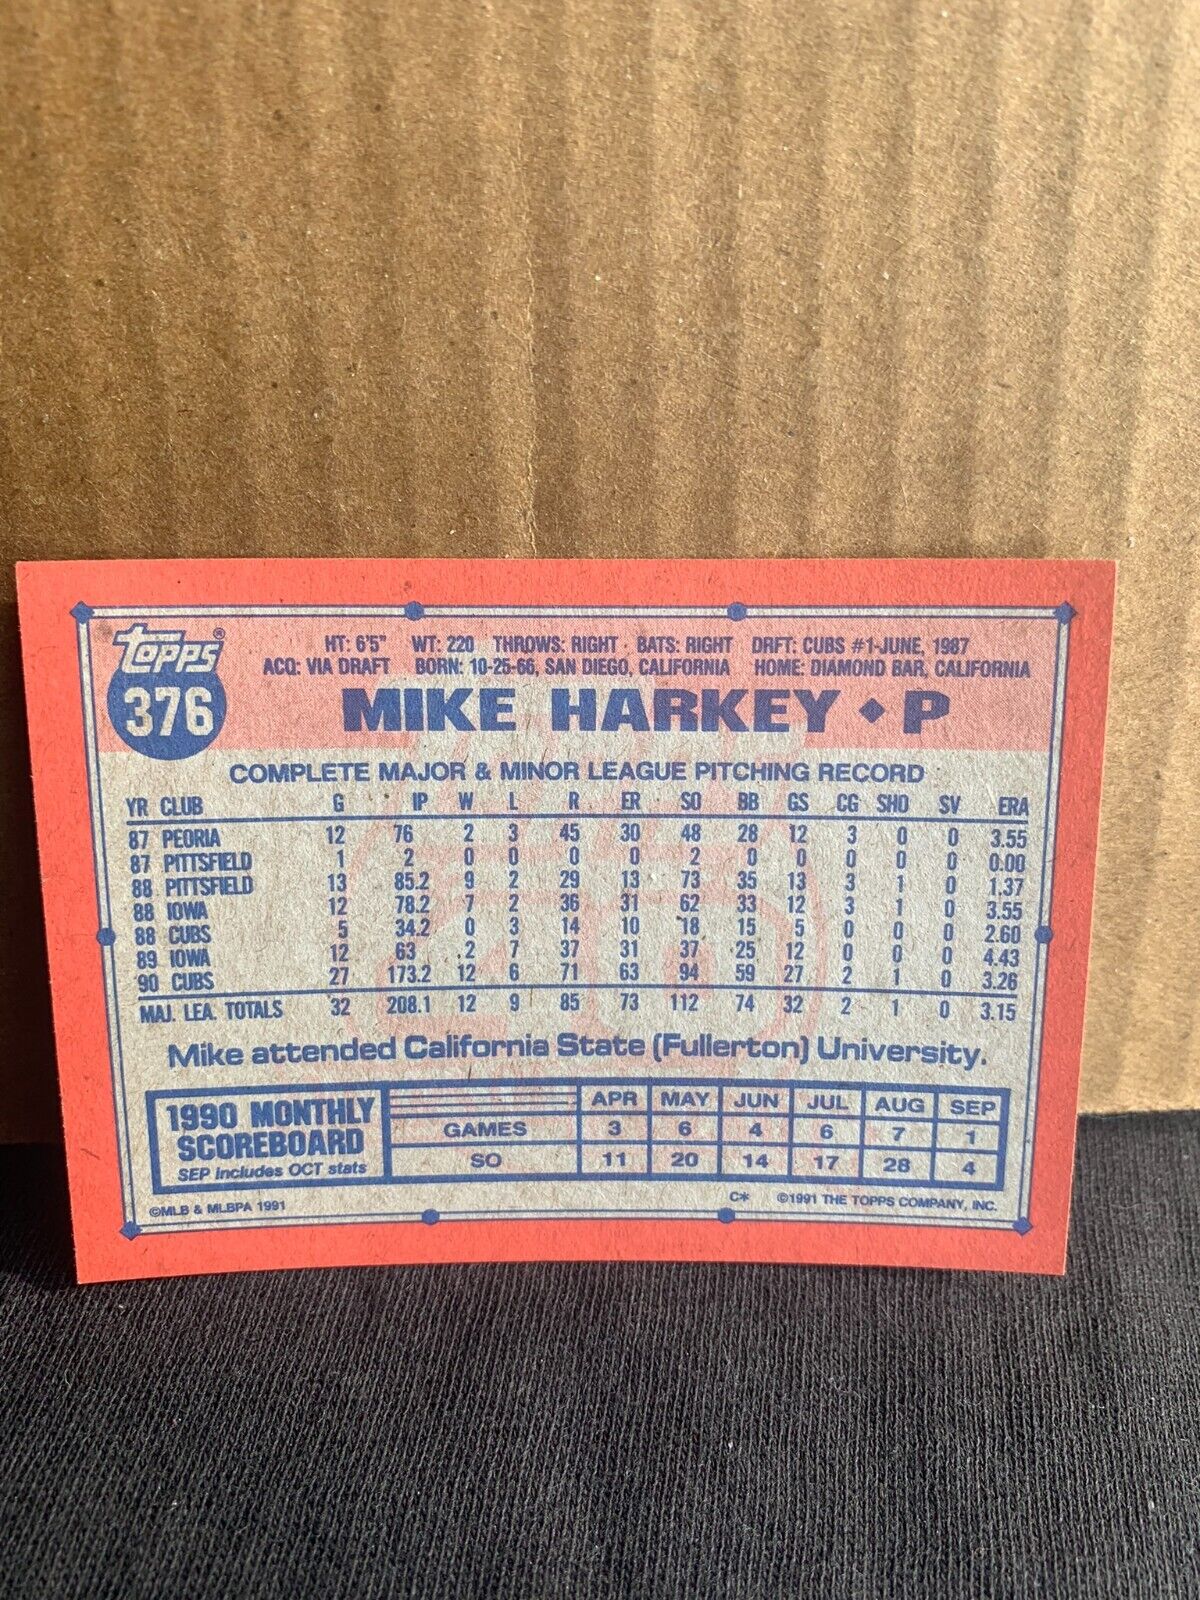 topps®
376
HT: 6'5" WT: 220 THROWS: RIGHT BATS: RIGHT DRFT: CUBS #1-JUNE, 1987
ACQ: VIA DRAFT BORN: 10-25-66, SAN DIEGO, CALIFORNIA HOME: DIAMOND BAR, CALIFORNIA
MIKE HARKEY ◆ P
COMPLETE MAJOR & MINOR LEAGUE PITCHING RECORD
YR CLUB G IP W L R ER SO BB GS CG SHO SV ERA
87 PEORIA 12 76 2 3 45 30 48 28 12 3 0 0 3.55
87 PITTSFIELD 1 2 0 0 0 0 2 0 0 0 0 0 0.00
88 PITTSFIELD 13 85.2 9 2 29 13 73 35 13 3 1 0 1.37
88 IOWA 12 78.2 7 2 36 31 62 33 12 3 1 0 3.55
88 CUBS 5 34.2 0 3 14 10 18 15 5 0 0 0 2.60
89 IOWA 12 63 2 7 37 31 37 25 12 0 0 0 4.43
90 CUBS 27 173.2 12 6 71 63 94 59 27 2 1 0 3.26
MAJ. LEA. TOTALS 32 208.1 12 9 85 73 112 74 32 2 1 0 3.15
Mike attended California State (Fullerton) University.
1990 MONTHLY SCOREBOARD
SEP includes OCT stats
APR MAY JUN JUL AUG SEP
GAMES 3 6 4 6 7 1
SO 11 20 14 17 28 4
©MLB & MLBPA 1991 C* ©1991 THE TOPPS COMPANY, INC.